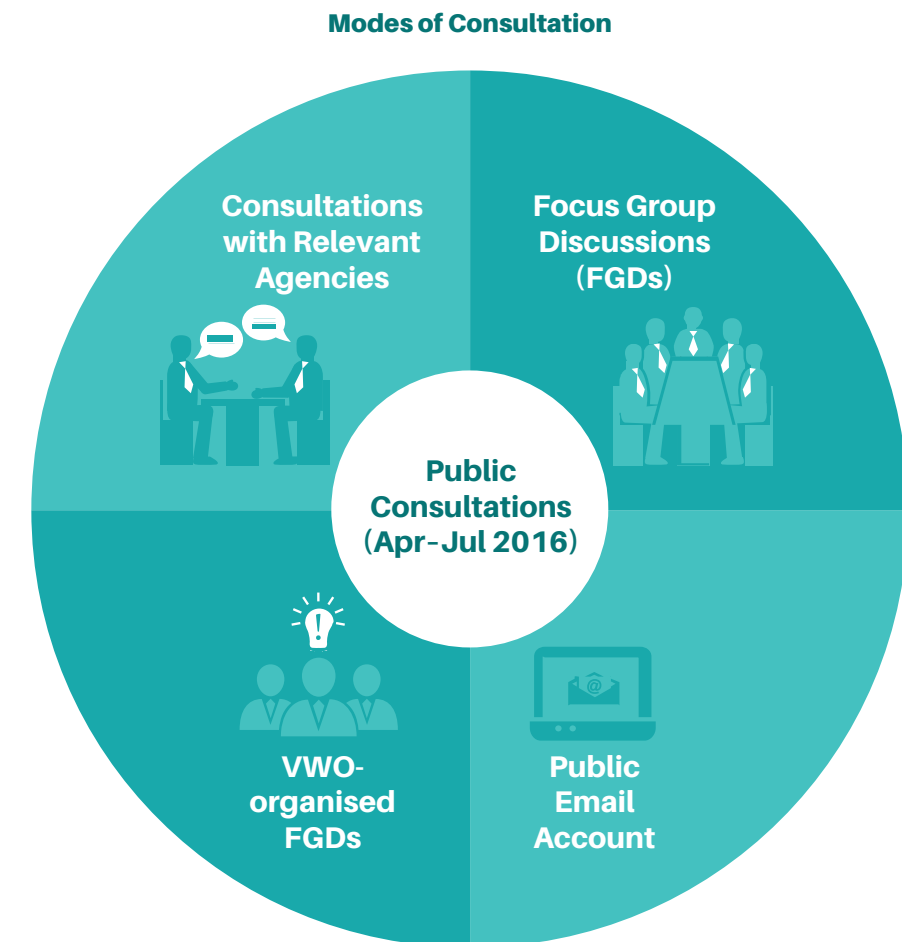 Modes of Consultation
Consultations
with Relevant
Agencies
Focus Group
Discussions
(FGDs)
Public
Consultations
(Apr–Jul 2016)
VWO-
organised
FGDs
@
Public
Email
Account